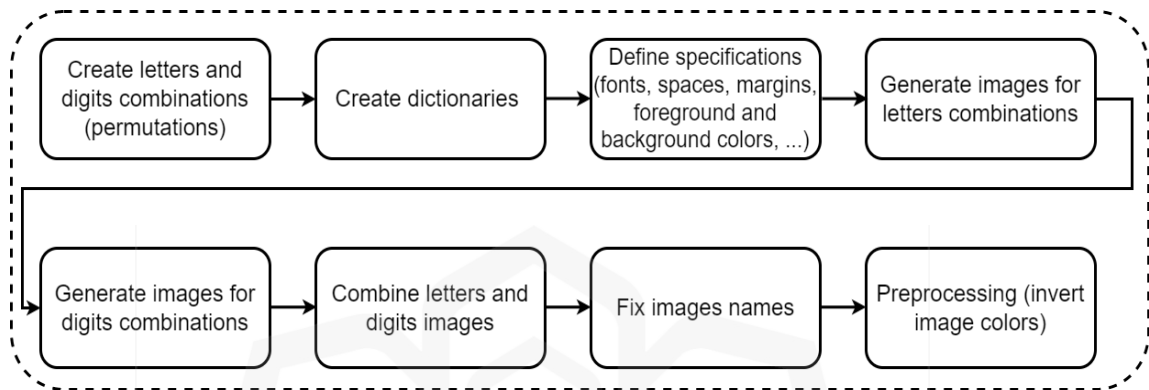 Create letters and
digits combinations
(permutations)
Create dictionaries
Define specifications
(fonts, spaces, margins,
foreground and
background colors, ...)
Generate images for
letters combinations
Generate images for
digits combinations
Combine letters and
digits images
Fix images names
Preprocessing (invert
image colors)